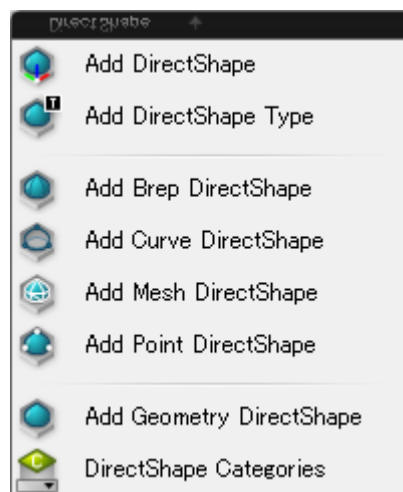 DirectShape
Add DirectShape
T
Add DirectShape Type
Add Brep DirectShape
Add Curve DirectShape
Add Mesh DirectShape
Add Point DirectShape
Add Geometry DirectShape
C
DirectShape Categories